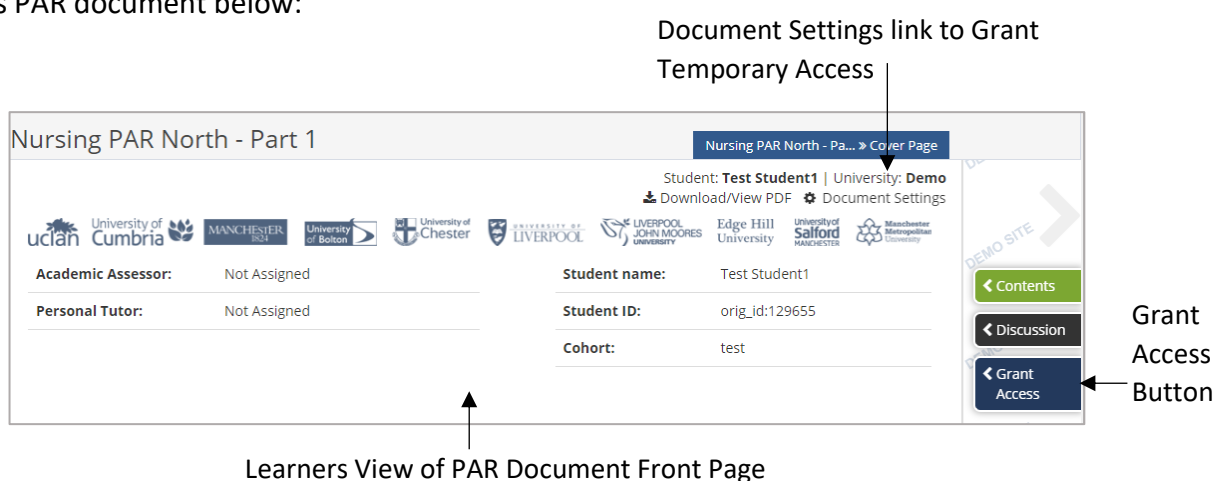 s PAR document below:
Document Settings link to Grant
Temporary Access
Nursing PAR North - Part 1
Nursing PAR North - Pa... » Cover Page
Student: Test Student1 | University: Demo
Download/View PDF Document Settings
uclan
University of
Cumbria
MANCHESTER
1824
University
of Bolton
University of
Chester
UNIVERSITY OF
LIVERPOOL
LIVERPOOL
JOHN MOORES
UNIVERSITY
Edge Hill
University
University of
Salford
MANCHESTER
Manchester
Metropolitan
University
Academic Assessor: Not Assigned
Student name: Test Student1
Personal Tutor: Not Assigned
Student ID: orig_id:129655
Cohort: test
DEMO SITE
Contents
Discussion
Grant
Access
Grant
Access
Button
Learners View of PAR Document Front Page